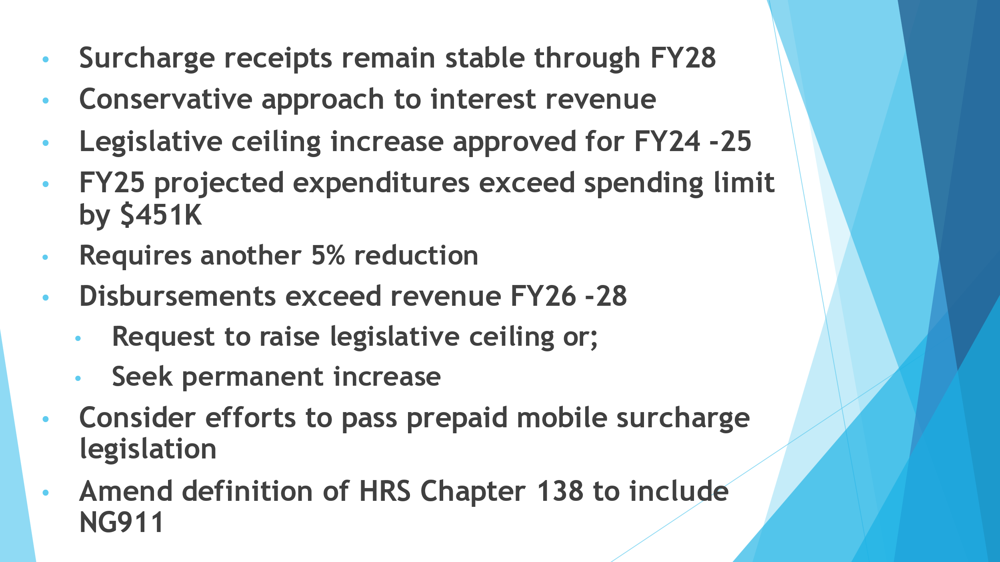 • Surcharge receipts remain stable through FY28
• Conservative approach to interest revenue
• Legislative ceiling increase approved for FY24 -25
• FY25 projected expenditures exceed spending limit
by $451K
• Requires another 5% reduction
• Disbursements exceed revenue FY26 -28
• Request to raise legislative ceiling or;
• Seek permanent increase
• Consider efforts to pass prepaid mobile surcharge
legislation
• Amend definition of HRS Chapter 138 to include
NG911